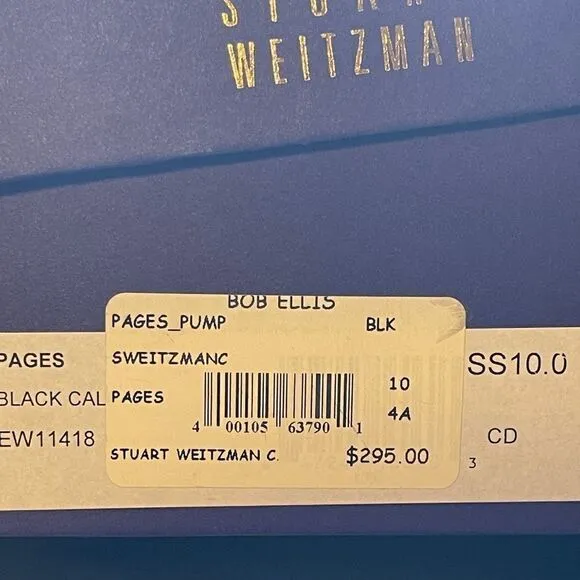 STUART
WEITZMAN
BOB ELLIS
PAGES_PUMP BLK
PAGES SWEITZMANC SS10.0
10
BLACK CAL PAGES 4A
EW11418 4 00105 63790 1 CD
STUART WEITZMAN C. $295.00 3